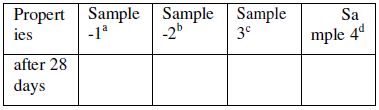 Propert Sample Sample Sample Sa
ies -1ᵃ -2ᵇ 3ᶜ mple 4ᵈ
after 28
days